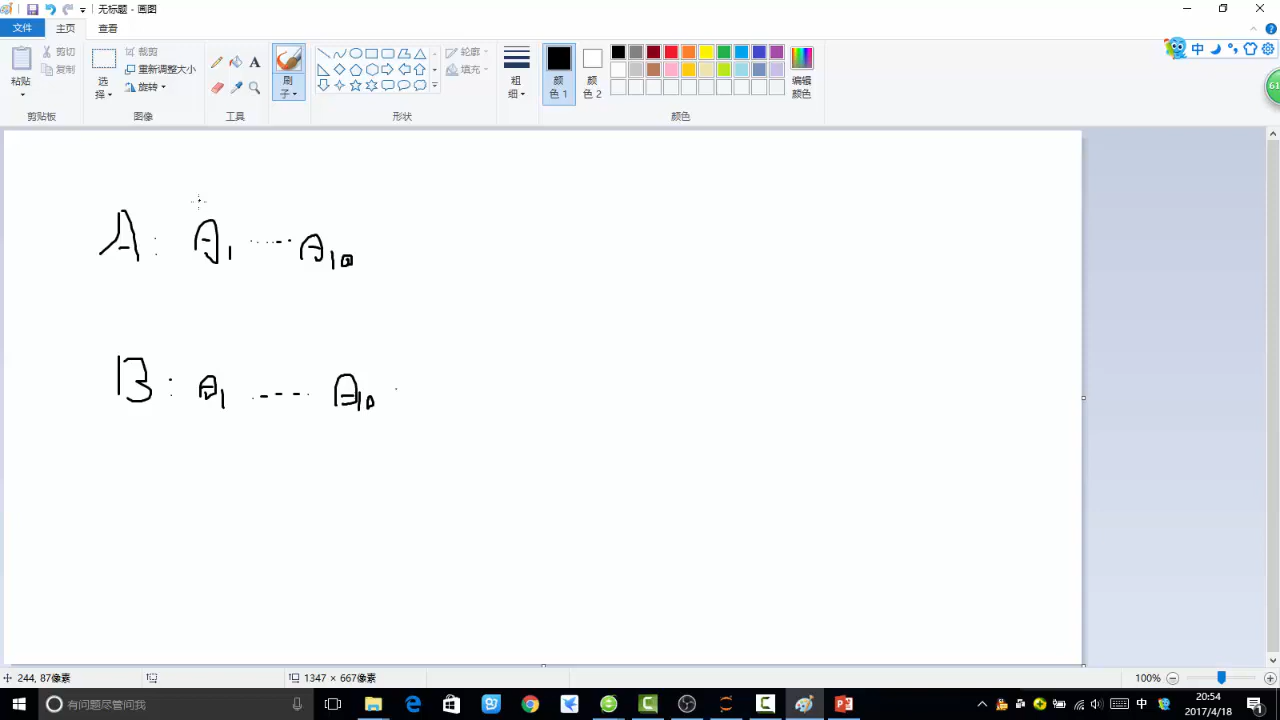 无标题 - 画图
文件 主页 查看
粘贴 剪切 复制
选择 裁剪 重新调整大小 旋转
A
刷子
轮廓 填充
粗细
颜色 1 颜色 2
编辑颜色
中
61
剪贴板 图像 工具 形状 颜色
A: A1 ····-- A10
B: A1 ---- A10
244, 87像素 1347 × 667像素 100%
有问题尽管问我
中 20:54
2017/4/18